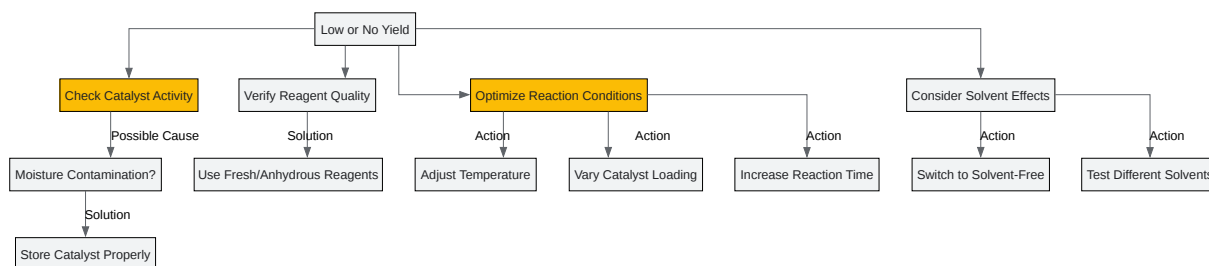 Low or No Yield
Check Catalyst Activity
Verify Reagent Quality
Optimize Reaction Conditions
Consider Solvent Effects
Possible Cause
Solution
Action
Action
Action
Action
Action
Moisture Contamination?
Use Fresh/Anhydrous Reagents
Adjust Temperature
Vary Catalyst Loading
Increase Reaction Time
Switch to Solvent-Free
Test Different Solvents
Solution
Store Catalyst Properly